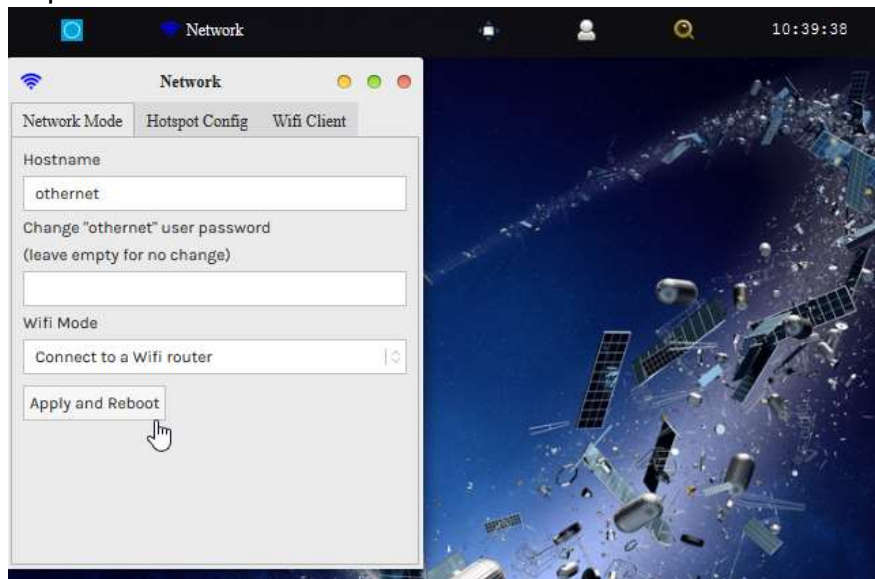 Network
10:39:38
Network
Network Mode Hotspot Config Wifi Client
Hostname
othernet
Change "othernet" user password
(leave empty for no change)
Wifi Mode
Connect to a Wifi router
Apply and Reboot